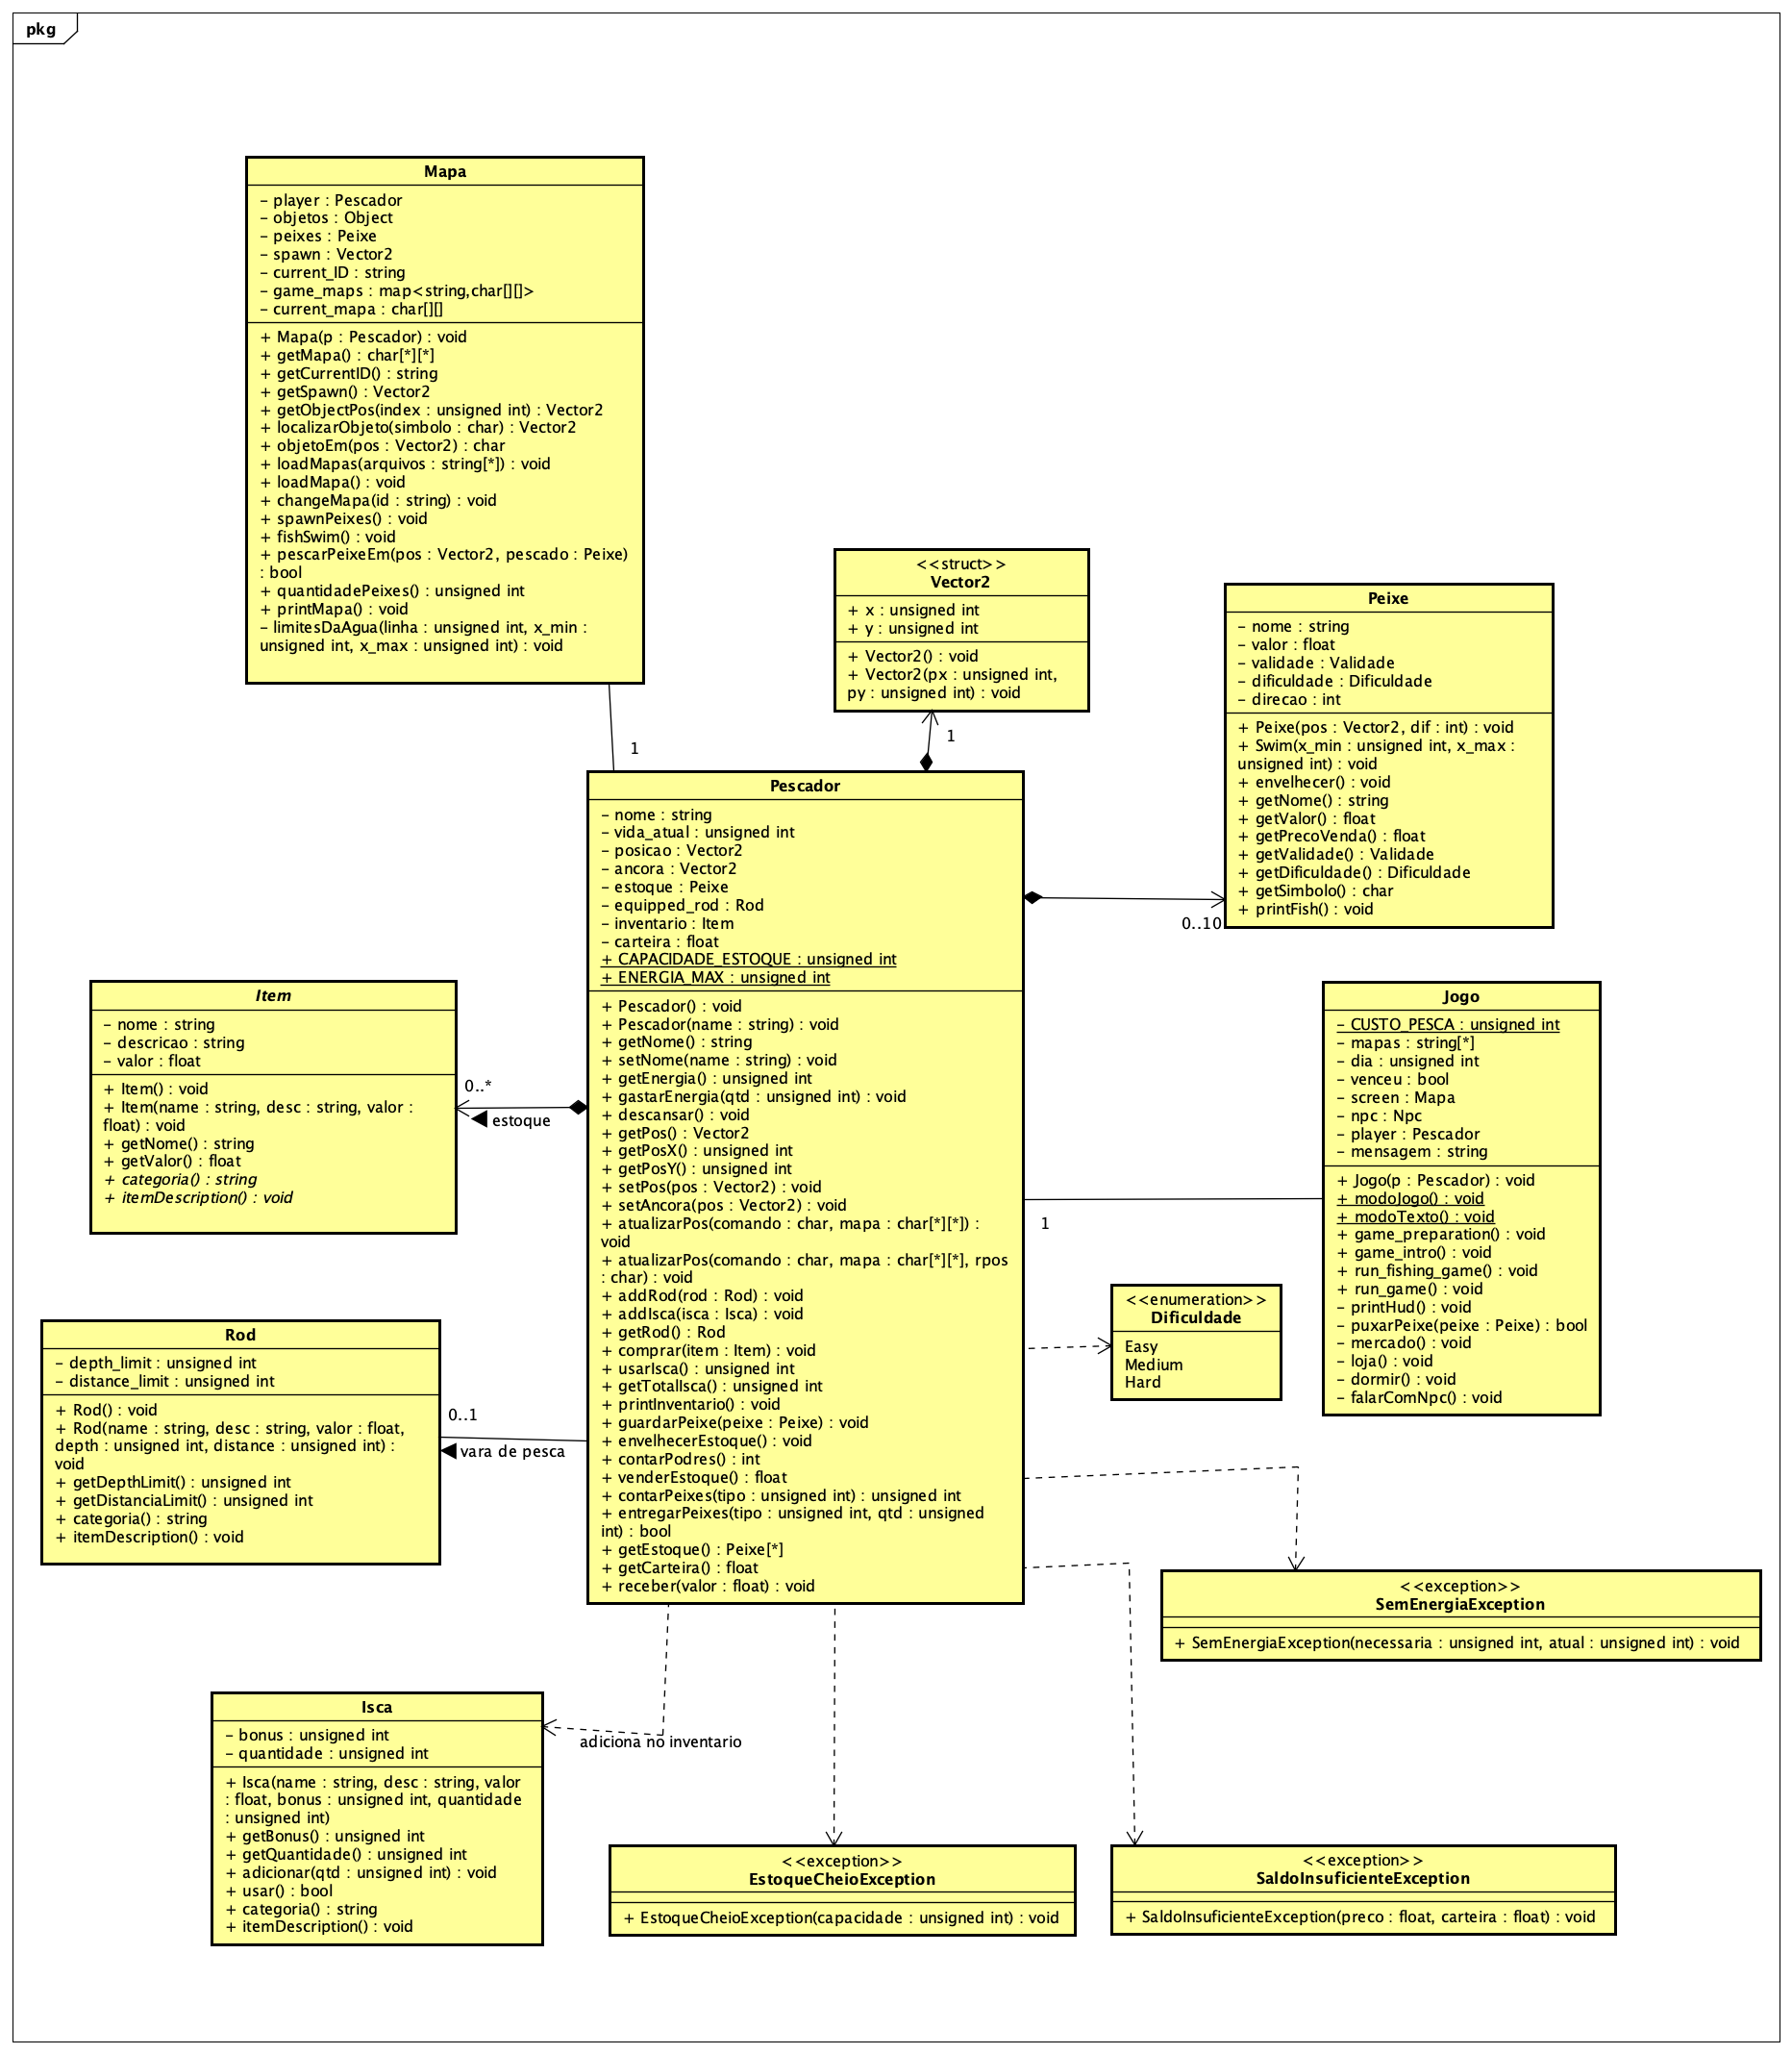 pkg
Mapa
– player : Pescador
– objetos : Object
– peixes : Peixe
– spawn : Vector2
– current_ID : string
– game_maps : map<string,char[][]>
– current_mapa : char[][]
+ Mapa(p : Pescador) : void
+ getMapa() : char[*][*]
+ getCurrentID() : string
+ getSpawn() : Vector2
+ getObjectPos(index : unsigned int) : Vector2
+ localizarObjeto(simbolo : char) : Vector2
+ objetoEm(pos : Vector2) : char
+ loadMapas(arquivos : string[*]) : void
+ loadMapa() : void
+ changeMapa(id : string) : void
+ spawnPeixes() : void
+ fishSwim() : void
+ pescarPeixeEm(pos : Vector2, pescado : Peixe)
: bool
+ quantidadePeixes() : unsigned int
+ printMapa() : void
– limitesDaAgua(linha : unsigned int, x_min :
unsigned int, x_max : unsigned int) : void
1
<<struct>>
Vector2
+ x : unsigned int
+ y : unsigned int
+ Vector2() : void
+ Vector2(px : unsigned int,
py : unsigned int) : void
1
Peixe
– nome : string
– valor : float
– validade : Validade
– dificuldade : Dificuldade
– direcao : int
+ Peixe(pos : Vector2, dif : int) : void
+ Swim(x_min : unsigned int, x_max :
unsigned int) : void
+ envelhecer() : void
+ getNome() : string
+ getValor() : float
+ getPrecoVenda() : float
+ getValidade() : Validade
+ getDificuldade() : Dificuldade
+ getSimbolo() : char
+ printFish() : void
0..10
Pescador
– nome : string
– vida_atual : unsigned int
– posicao : Vector2
– ancora : Vector2
– estoque : Peixe
– equipped_rod : Rod
– inventario : Item
– carteira : float
+ CAPACIDADE_ESTOQUE : unsigned int
+ ENERGIA_MAX : unsigned int
+ Pescador() : void
+ Pescador(name : string) : void
+ getNome() : string
+ setNome(name : string) : void
+ getEnergia() : unsigned int
+ gastarEnergia(qtd : unsigned int) : void
+ descansar() : void
+ getPos() : Vector2
+ getPosX() : unsigned int
+ getPosY() : unsigned int
+ setPos(pos : Vector2) : void
+ setAncora(pos : Vector2) : void
+ atualizarPos(comando : char, mapa : char[*][*]) :
void
+ atualizarPos(comando : char, mapa : char[*][*], rpos
: char) : void
+ addRod(rod : Rod) : void
+ addIsca(isca : Isca) : void
+ getRod() : Rod
+ comprar(item : Item) : void
+ usarIsca() : unsigned int
+ getTotalIsca() : unsigned int
+ printInventario() : void
+ guardarPeixe(peixe : Peixe) : void
+ envelhecerEstoque() : void
+ contarPodres() : int
+ venderEstoque() : float
+ contarPeixes(tipo : unsigned int) : unsigned int
+ entregarPeixes(tipo : unsigned int, qtd : unsigned
int) : bool
+ getEstoque() : Peixe[*]
+ getCarteira() : float
+ receber(valor : float) : void
Item
– nome : string
– descricao : string
– valor : float
+ Item() : void
+ Item(name : string, desc : string, valor :
float) : void
+ getNome() : string
+ getValor() : float
+ categoria() : string
+ itemDescription() : void
0..*
estoque
Jogo
– CUSTO_PESCA : unsigned int
– mapas : string[*]
– dia : unsigned int
– venceu : bool
– screen : Mapa
– npc : Npc
– player : Pescador
– mensagem : string
+ Jogo(p : Pescador) : void
+ modoJogo() : void
+ modoTexto() : void
+ game_preparation() : void
+ game_intro() : void
+ run_fishing_game() : void
+ run_game() : void
– printHud() : void
– puxarPeixe(peixe : Peixe) : bool
– mercado() : void
– loja() : void
– dormir() : void
– falarComNpc() : void
1
<<enumeration>>
Dificuldade
Easy
Medium
Hard
Rod
– depth_limit : unsigned int
– distance_limit : unsigned int
+ Rod() : void
+ Rod(name : string, desc : string, valor : float,
depth : unsigned int, distance : unsigned int) :
void
+ getDepthLimit() : unsigned int
+ getDistanciaLimit() : unsigned int
+ categoria() : string
+ itemDescription() : void
0..1
vara de pesca
<<exception>>
SemEnergiaException
+ SemEnergiaException(necessaria : unsigned int, atual : unsigned int) : void
Isca
– bonus : unsigned int
– quantidade : unsigned int
+ Isca(name : string, desc : string, valor
: float, bonus : unsigned int, quantidade
: unsigned int)
+ getBonus() : unsigned int
+ getQuantidade() : unsigned int
+ adicionar(qtd : unsigned int) : void
+ usar() : bool
+ categoria() : string
+ itemDescription() : void
adiciona no inventario
<<exception>>
EstoqueCheioException
+ EstoqueCheioException(capacidade : unsigned int) : void
<<exception>>
SaldoInsuficienteException
+ SaldoInsuficienteException(preco : float, carteira : float) : void